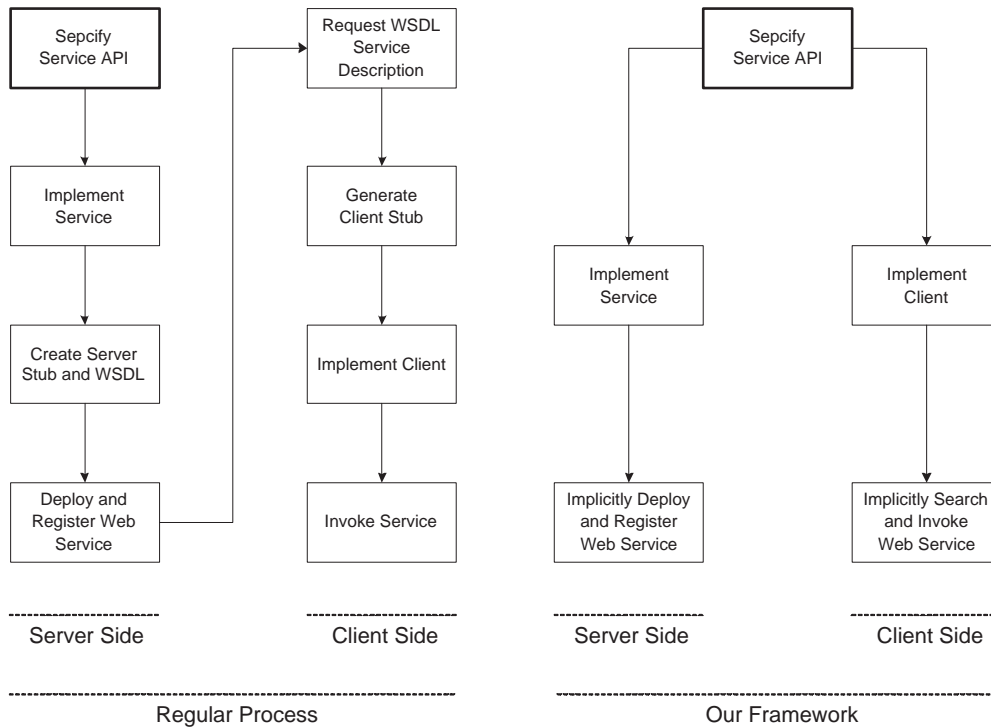 Sepcify
Service API
Implement
Service
Create Server
Stub and WSDL
Deploy and
Register Web
Service
Request WSDL
Service
Description
Generate
Client Stub
Implement Client
Invoke Service
Server Side
Client Side
Regular Process
Sepcify
Service API
Implement
Service
Implicitly Deploy
and Register
Web Service
Implement
Client
Implicitly Search
and Invoke
Web Service
Server Side
Client Side
Our Framework